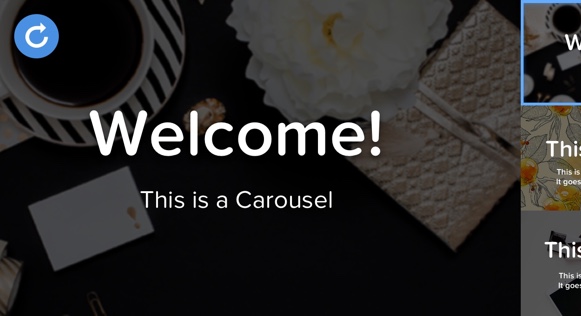 Welcome!
This is a Carousel
W
This
This is
It goes
This
This is
It goes